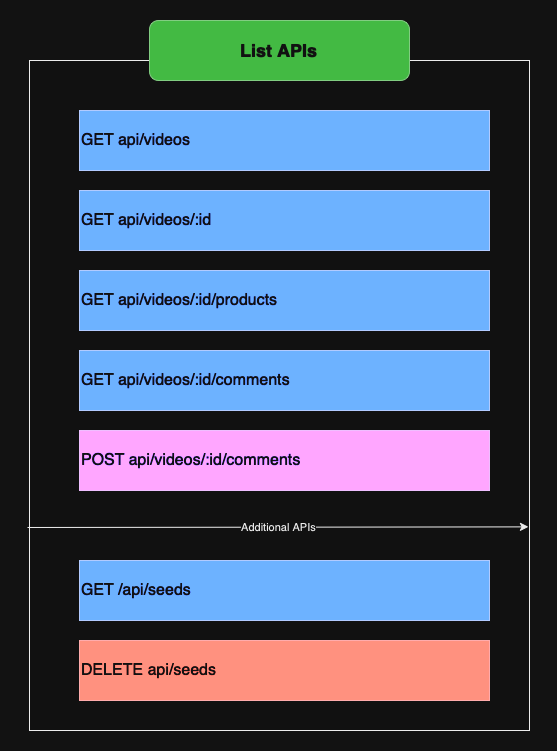 List APIs
GET api/videos
GET api/videos/:id
GET api/videos/:id/products
GET api/videos/:id/comments
POST api/videos/:id/comments
Additional APIs
GET /api/seeds
DELETE api/seeds